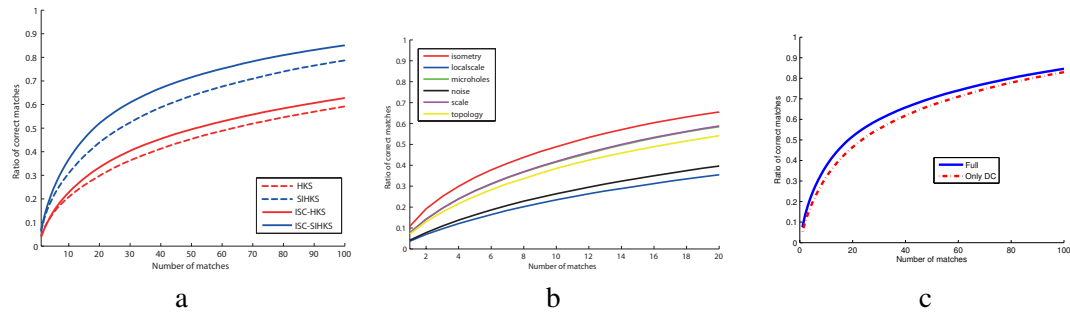 1
0.9
0.8
0.7
0.6
0.5
0.4
0.3
0.2
0.1
0
Ratio of correct matches
10 20 30 40 50 60 70 80 90 100
Number of matches
HKS
SIHKS
ISC-HKS
ISC-SIHKS
a
1
0.9
0.8
0.7
0.6
0.5
0.4
0.3
0.2
0.1
0
Ratio of correct matches
2 4 6 8 10 12 14 16 18 20
Number of matches
isometry
localscale
microholes
noise
scale
topology
b
1
0.9
0.8
0.7
0.6
0.5
0.4
0.3
0.2
0.1
0
Ratio of correct matches
0 20 40 60 80 100
Number of matches
Full
Only DC
c